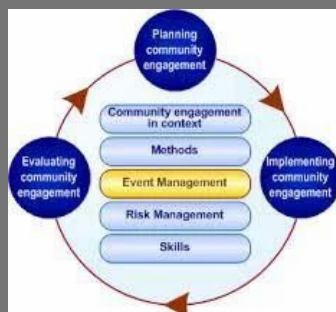 Planning
community
engagement
Community engagement
in context
Methods
Evaluating
community
engagement
Event Management
Implementing
community
engagement
Risk Management
Skills